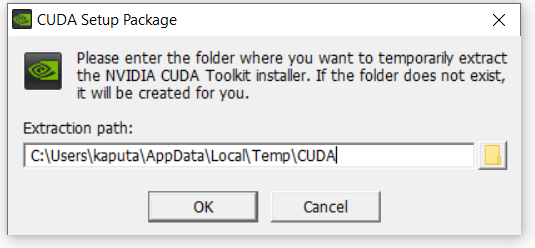 CUDA Setup Package
Please enter the folder where you want to temporarily extract
the NVIDIA CUDA Toolkit installer. If the folder does not exist,
it will be created for you.
Extraction path:
C:\Users\kaputa\AppData\Local\Temp\CUDA
OK Cancel